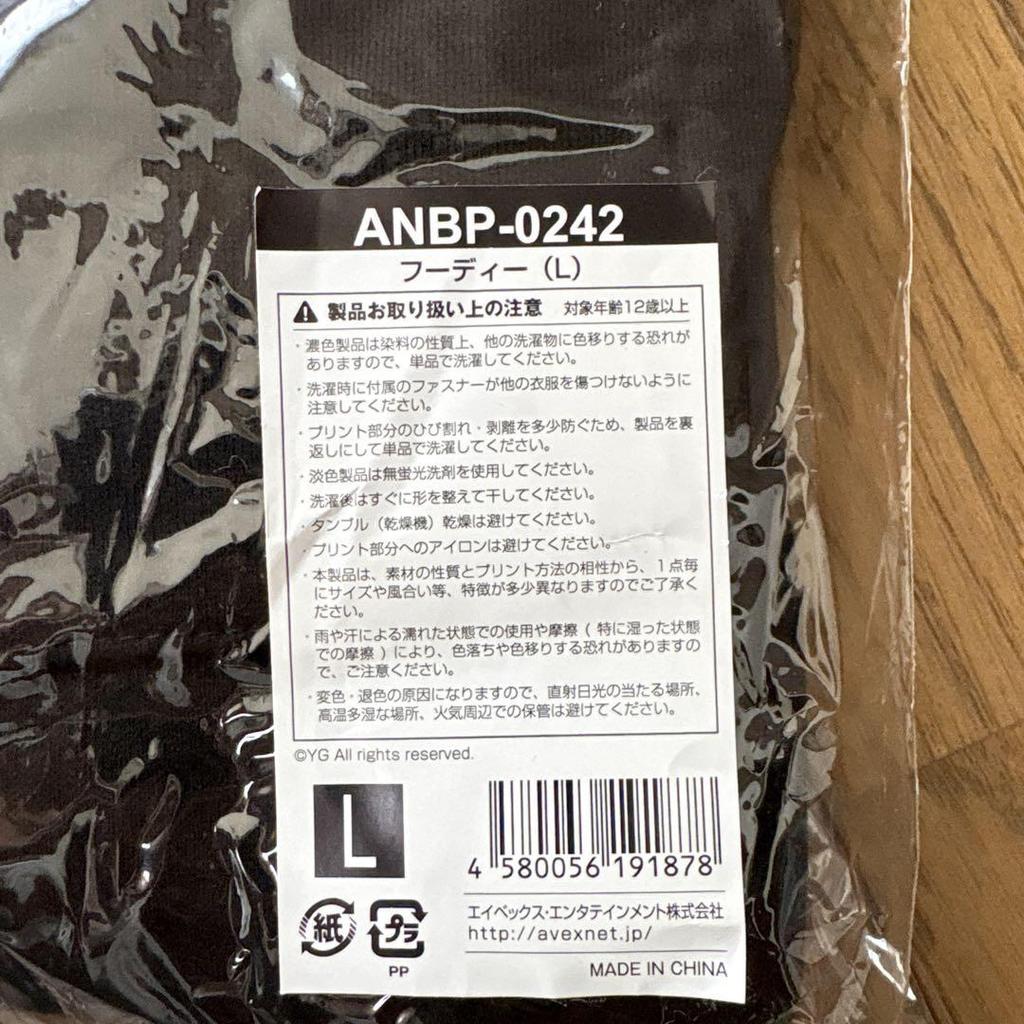 ANBP-0242
フーディー（L）
製品お取り扱い上の注意 対象年齢12歳以上
・濃色製品は染料の性質上、他の洗濯物に色移りする恐れが
ありますので、単品で洗濯してください。
・洗濯時に付属のファスナーが他の衣服を傷つけないように
注意してください。
・プリント部分のひび割れ・剥離を多少防ぐため、製品を裏
返しにして単品で洗濯してください。
・淡色製品は無蛍光洗剤を使用してください。
・洗濯後はすぐに形を整えて干してください。
・タンブル（乾燥機）乾燥は避けてください。
・プリント部分へのアイロンは避けてください。
・本製品は、素材の性質とプリント方法の相性から、1点毎
にサイズや風合い等、特徴が多少異なりますのでご了承く
ださい。
・雨や汗による濡れた状態での使用や摩擦（特に湿った状態
での摩擦）により、色落ちや色移りする恐れがありますの
で、ご注意ください。
・変色・退色の原因になりますので、直射日光の当たる場所、
高温多湿な場所、火気周辺での保管は避けてください。
©YG All rights reserved.
L
4 580056 191878
紙 プラ
PP
エイベックス・エンタテインメント株式会社
http://avexnet.jp/
MADE IN CHINA